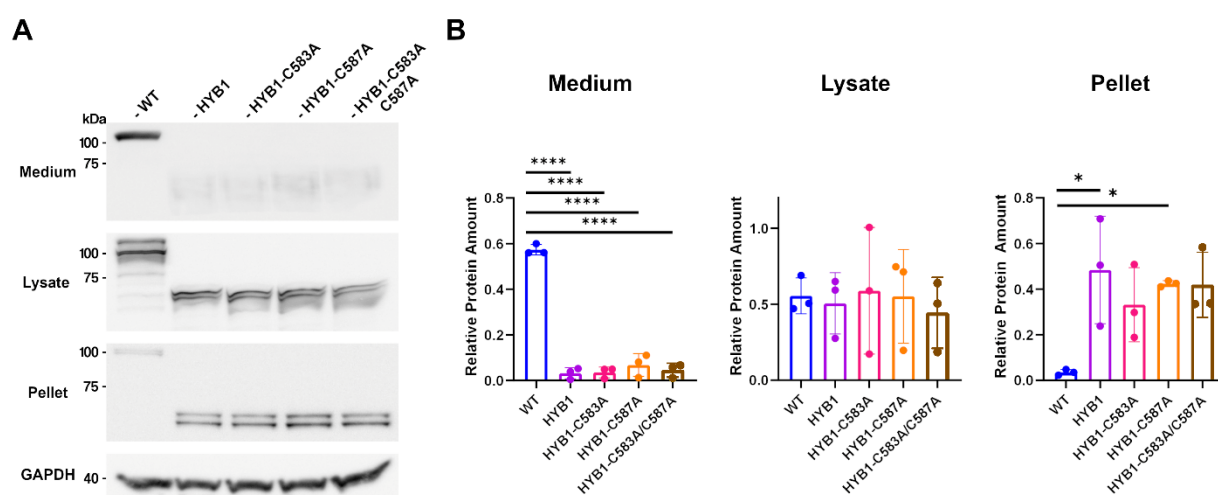 A
- WT
- HYB1
- HYB1-C583A
- HYB1-C587A
- HYB1-C583A
C587A
kDa
100 -
75 -
Medium
100 -
75 -
Lysate
100 -
75 -
Pellet
GAPDH
40 -
B
Medium
****
****
****
****
Relative Protein Amount
0.8
0.6
0.4
0.2
0.0
WT
HYB1
HYB1-C583A
HYB1-C587A
HYB1-C583A/C587A
Lysate
Relative Protein Amount
1.0
0.5
0.0
WT
HYB1
HYB1-C583A
HYB1-C587A
HYB1-C583A/C587A
Pellet
*
*
Relative Protein Amount
0.8
0.6
0.4
0.2
0.0
WT
HYB1
HYB1-C583A
HYB1-C587A
HYB1-C583A/C587A